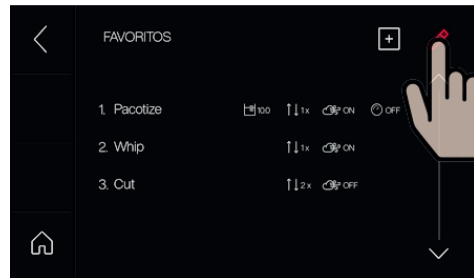 FAVORITOS
1. Pacotize 100 1x ON OFF
2. Whip 1x ON
3. Cut 2x OFF